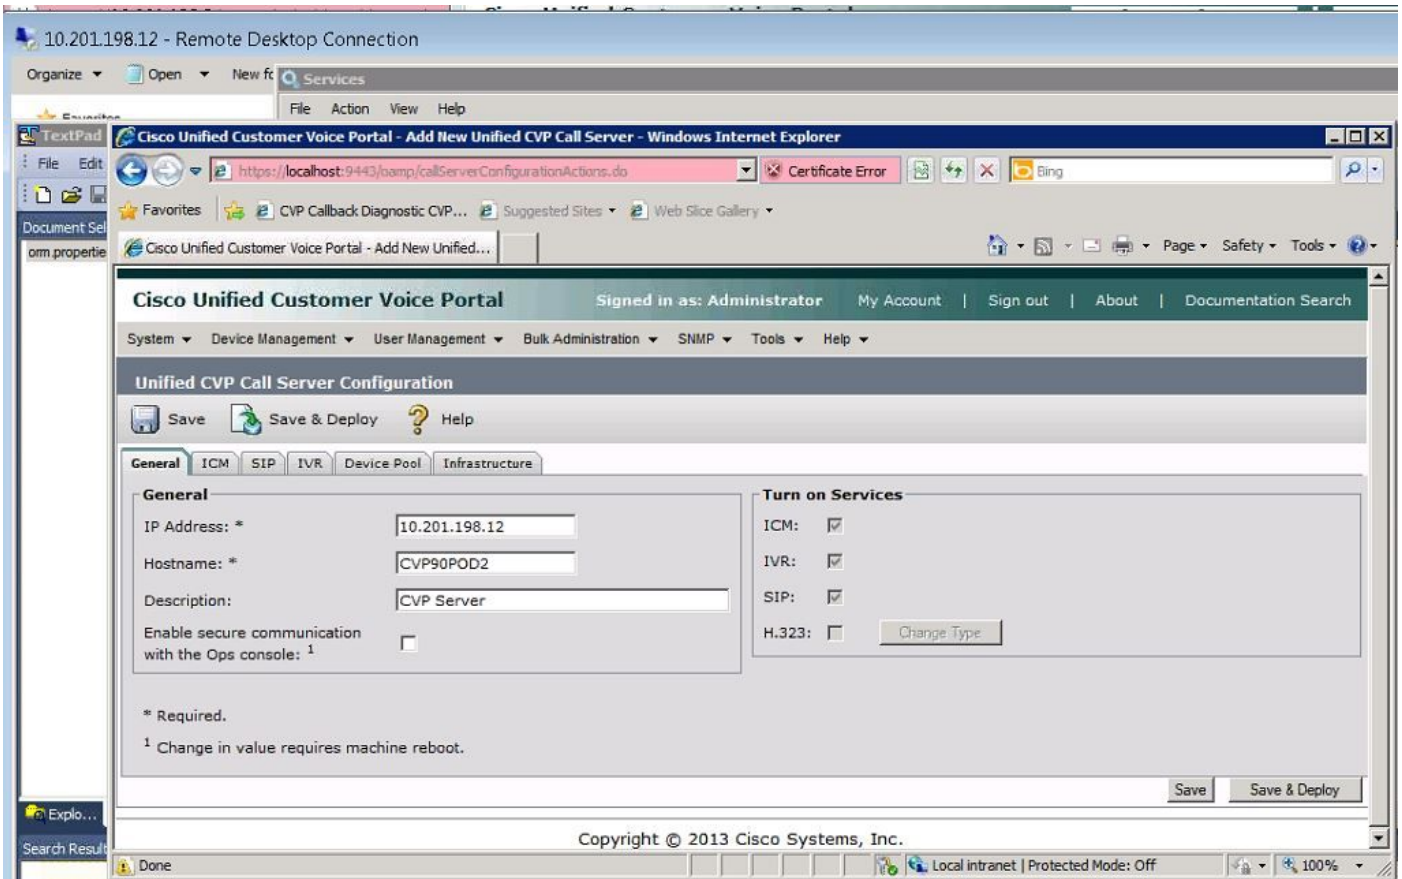 10.201.198.12 - Remote Desktop Connection
Organize Open New fo
Services
File Action View Help
TextPad
Cisco Unified Customer Voice Portal - Add New Unified CVP Call Server - Windows Internet Explorer
File Edit
https://localhost:9443/oamp/callServerConfigurationActions.do Certificate Error Bing
Favorites CVP Callback Diagnostic CVP... Suggested Sites Web Slice Gallery
Document Sel
orm.propertie
Cisco Unified Customer Voice Portal - Add New Unified... Page Safety Tools
Cisco Unified Customer Voice Portal Signed in as: Administrator My Account | Sign out | About | Documentation Search
System Device Management User Management Bulk Administration SNMP Tools Help
Unified CVP Call Server Configuration
Save Save & Deploy Help
General ICM SIP IVR Device Pool Infrastructure
General
IP Address: * 10.201.198.12
Hostname: * CVP90POD2
Description: CVP Server
Enable secure communication
with the Ops console: 1
Turn on Services
ICM:
IVR:
SIP:
H.323: Change Type
* Required.
1 Change in value requires machine reboot.
Save Save & Deploy
Explo...
Copyright © 2013 Cisco Systems, Inc.
Search Result
Done Local intranet | Protected Mode: Off 100%